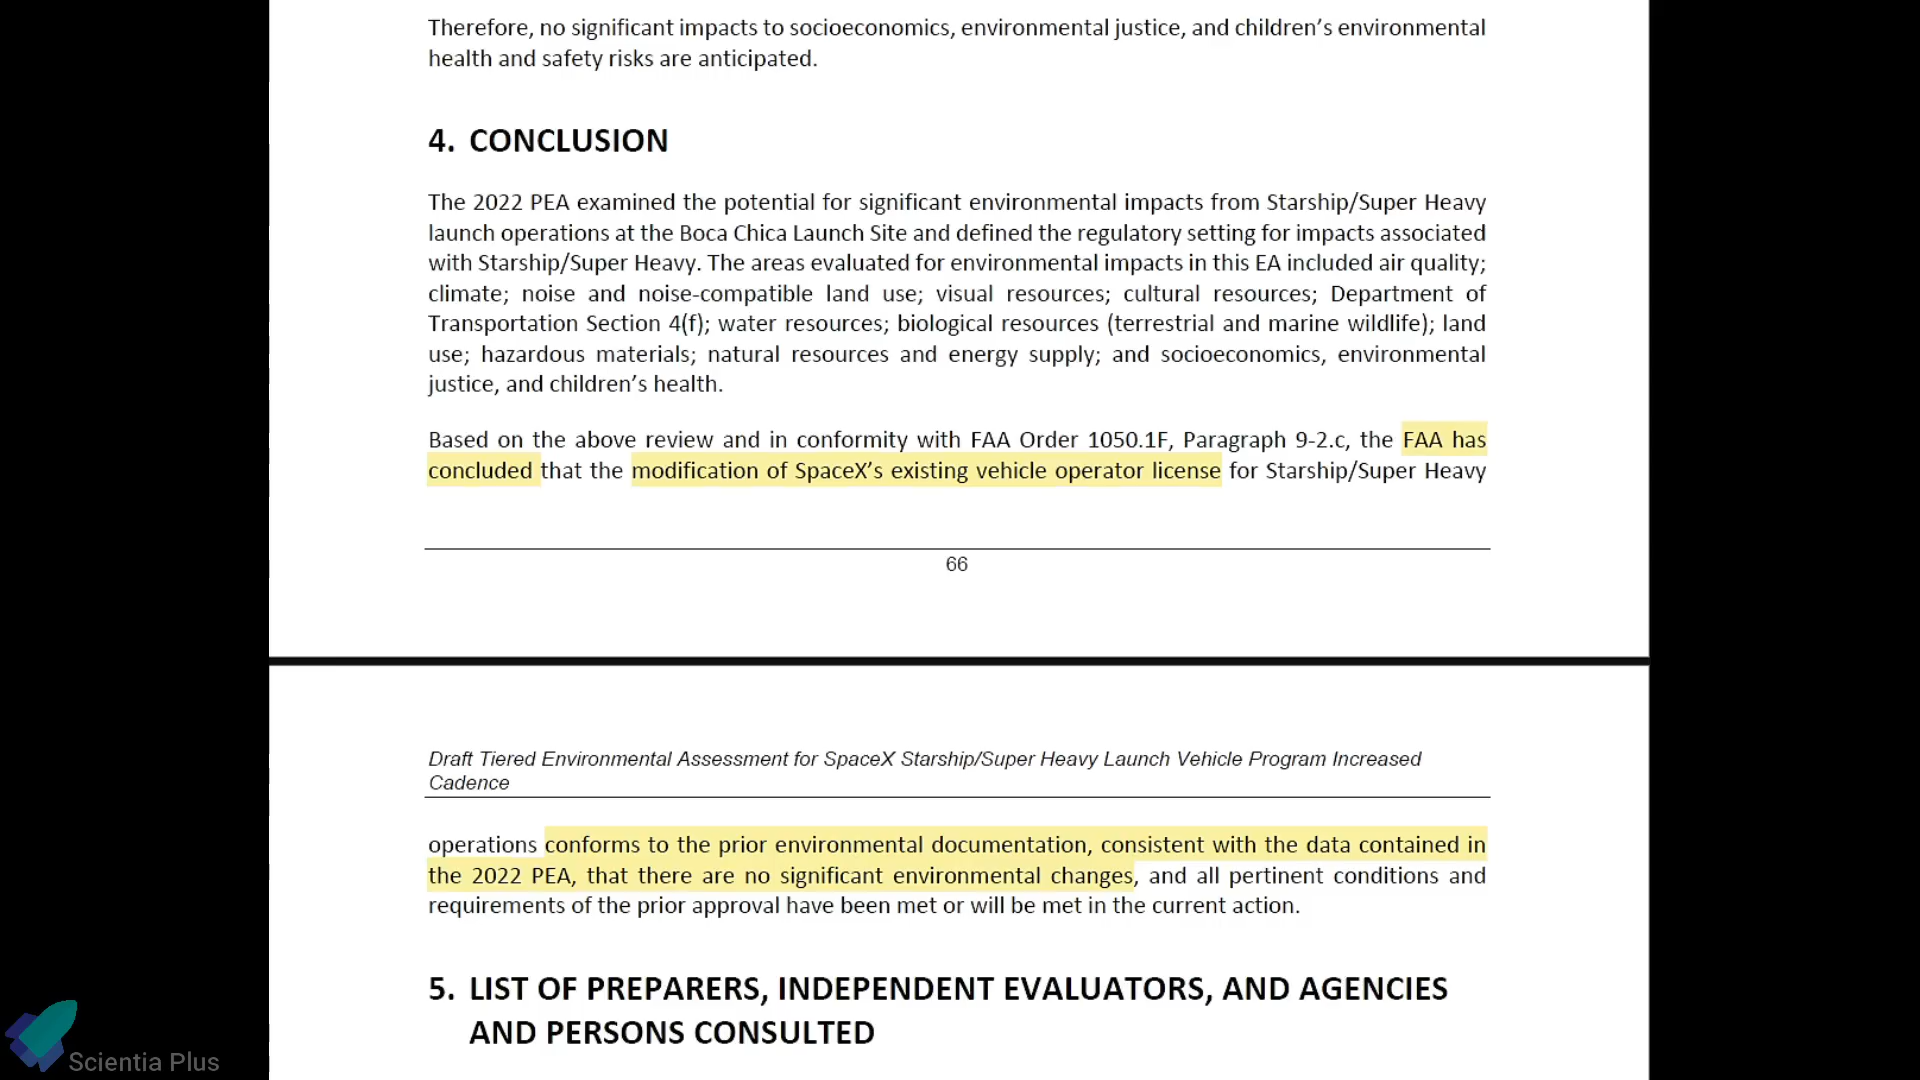 Therefore, no significant impacts to socioeconomics, environmental justice, and children’s environmental
health and safety risks are anticipated.
4. CONCLUSION
The 2022 PEA examined the potential for significant environmental impacts from Starship/Super Heavy
launch operations at the Boca Chica Launch Site and defined the regulatory setting for impacts associated
with Starship/Super Heavy. The areas evaluated for environmental impacts in this EA included air quality;
climate; noise and noise-compatible land use; visual resources; cultural resources; Department of
Transportation Section 4(f); water resources; biological resources (terrestrial and marine wildlife); land
use; hazardous materials; natural resources and energy supply; and socioeconomics, environmental
justice, and children’s health.
Based on the above review and in conformity with FAA Order 1050.1F, Paragraph 9-2.c, the FAA has
concluded that the modification of SpaceX’s existing vehicle operator license for Starship/Super Heavy
66
Draft Tiered Environmental Assessment for SpaceX Starship/Super Heavy Launch Vehicle Program Increased
Cadence
operations conforms to the prior environmental documentation, consistent with the data contained in
the 2022 PEA, that there are no significant environmental changes, and all pertinent conditions and
requirements of the prior approval have been met or will be met in the current action.
5. LIST OF PREPARERS, INDEPENDENT EVALUATORS, AND AGENCIES
AND PERSONS CONSULTED
Scientia Plus